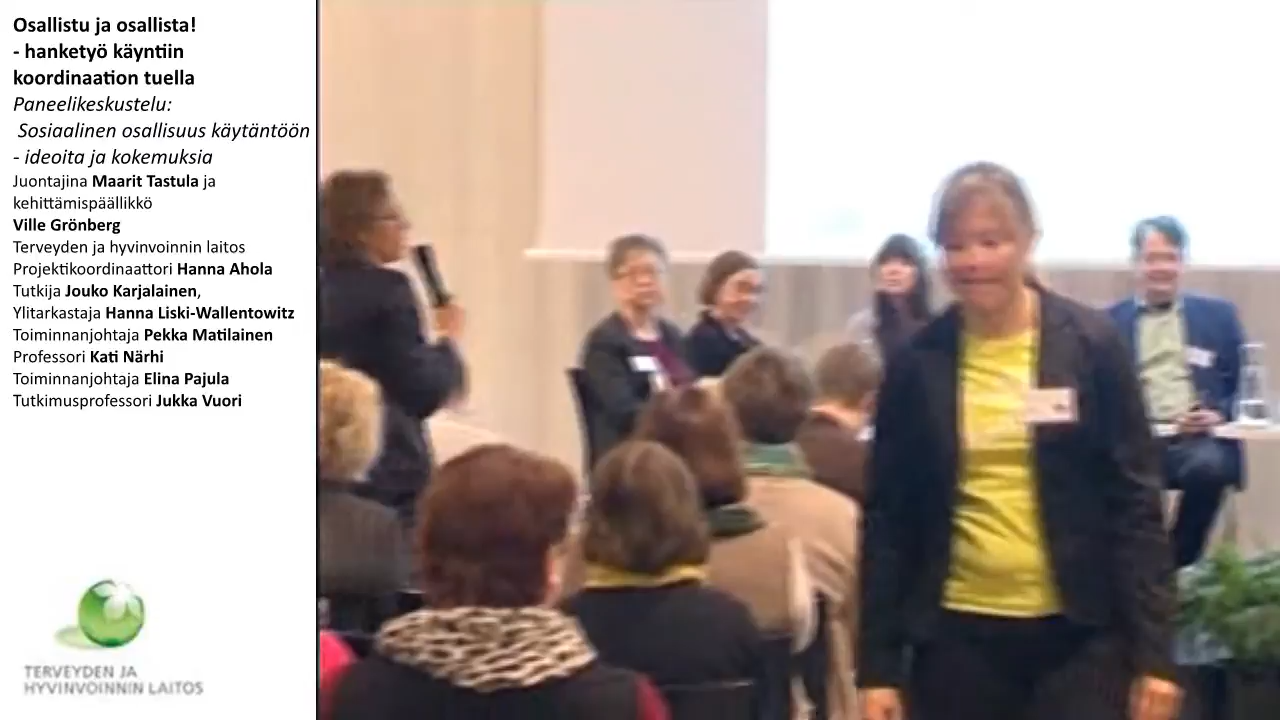 Osallistu ja osallista!
- hanketyö käyntiin
koordinaation tuella
Paneelikeskustelu:
Sosiaalinen osallisuus käytäntöön
- ideoita ja kokemuksia
Juontajina Maarit Tastula ja
kehittämispäällikkö
Ville Grönberg
Terveyden ja hyvinvoinnin laitos
Projektikoordinaattori Hanna Ahola
Tutkija Jouko Karjalainen,
Ylitarkastaja Hanna Liski-Wallentowitz
Toiminnanjohtaja Pekka Matilainen
Professori Kati Närhi
Toiminnanjohtaja Elina Pajula
Tutkimusprofessori Jukka Vuori
TERVEYDEN JA
HYVINVOINNIN LAITOS